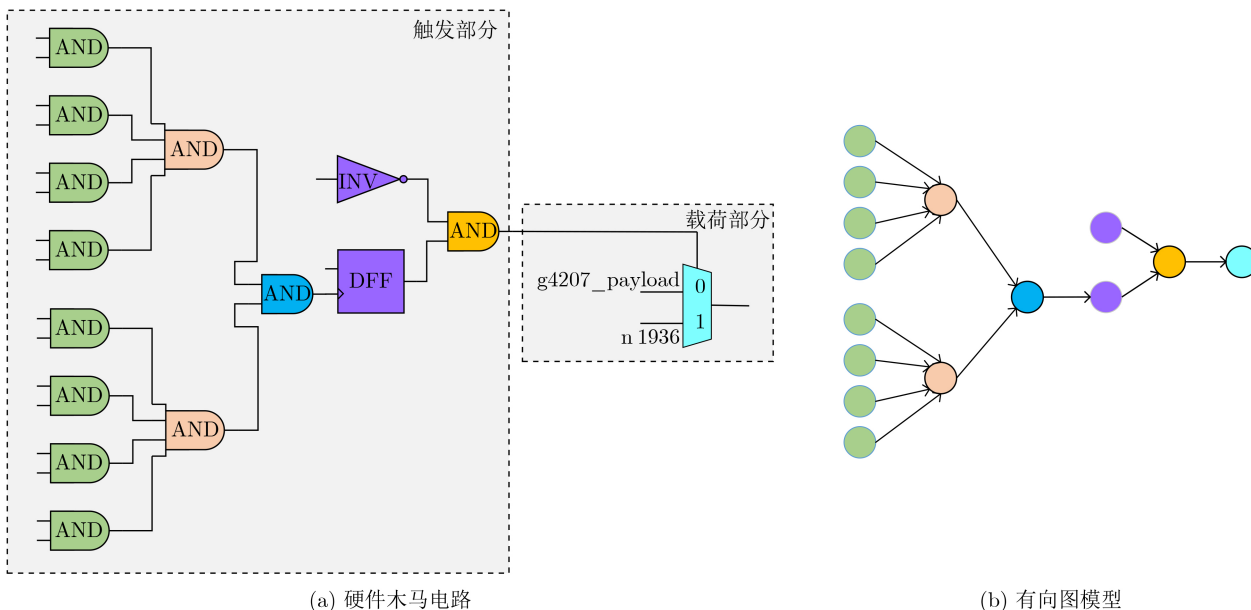 触发部分
AND
AND
AND
AND
AND
INV
AND
载荷部分
DFF
AND
g4207_payload
0
1
n 1936
AND
AND
AND
AND
AND
(a) 硬件木马电路
(b) 有向图模型